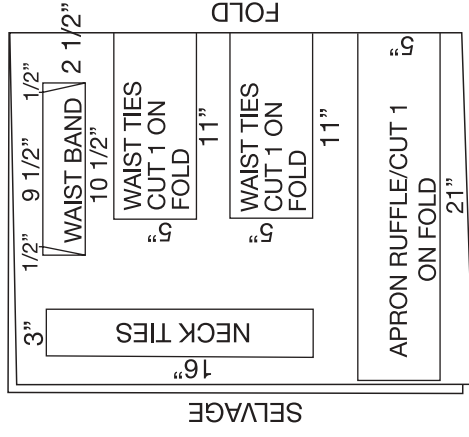 FOLD
2 1/2”
1/2”
9 1/2”
1/2”
WAIST BAND
10 1/2”
WAIST TIES
CUT 1 ON
FOLD
11”
5”
WAIST TIES
CUT 1 ON
FOLD
11”
5”
5”
APRON RUFFLE/CUT 1
ON FOLD
21”
3”
NECK TIES
16”
SELVAGE